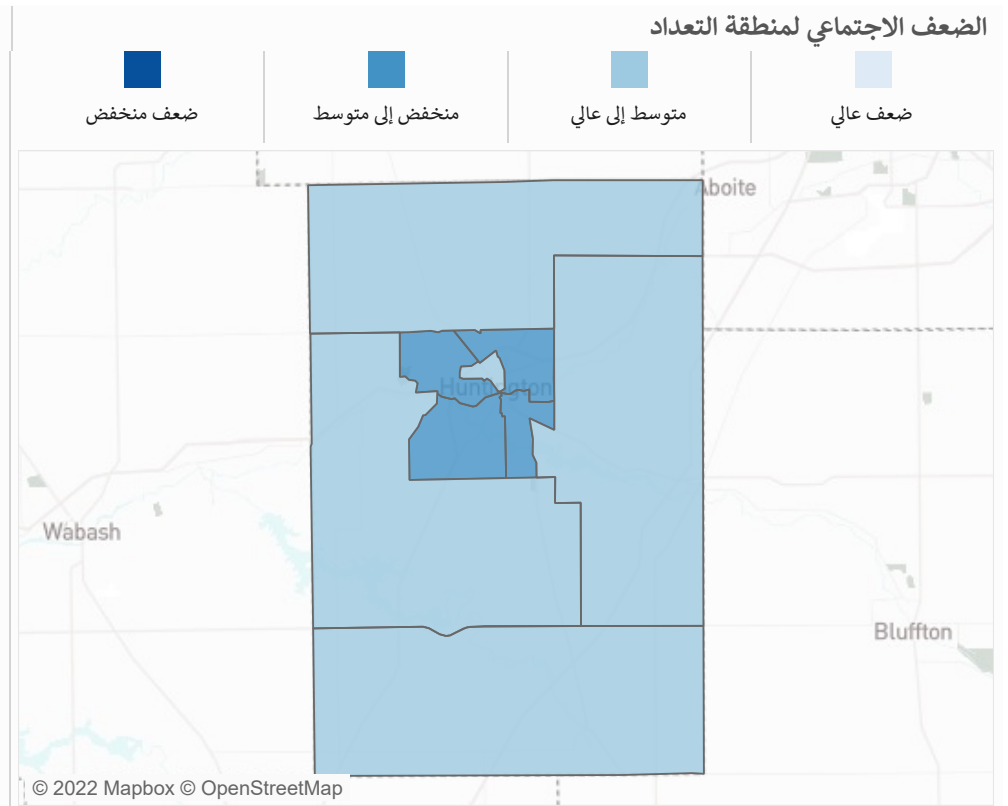 الضعف الاجتماعي لمنطقة التعداد
ضعف عالي
متوسط إلى عالي
منخفض إلى متوسط
ضعف منخفض
Aboite
Huntington
Wabash
Bluffton
© 2022 Mapbox © OpenStreetMap